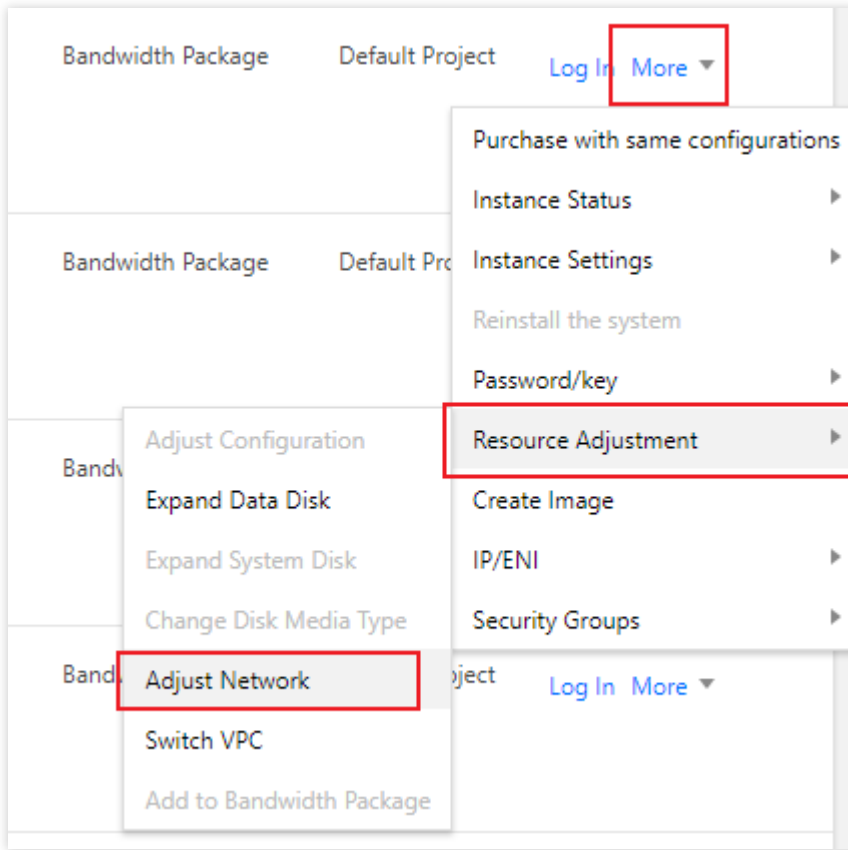 Bandwidth Package Default Project Log In More
Purchase with same configurations
Instance Status
Bandwidth Package Default Pro Instance Settings
Reinstall the system
Password/key
Adjust Configuration Resource Adjustment
Band
Expand Data Disk Create Image
Expand System Disk IP/ENI
Change Disk Media Type Security Groups
Band Adjust Network ject Log In More
Switch VPC
Add to Bandwidth Package